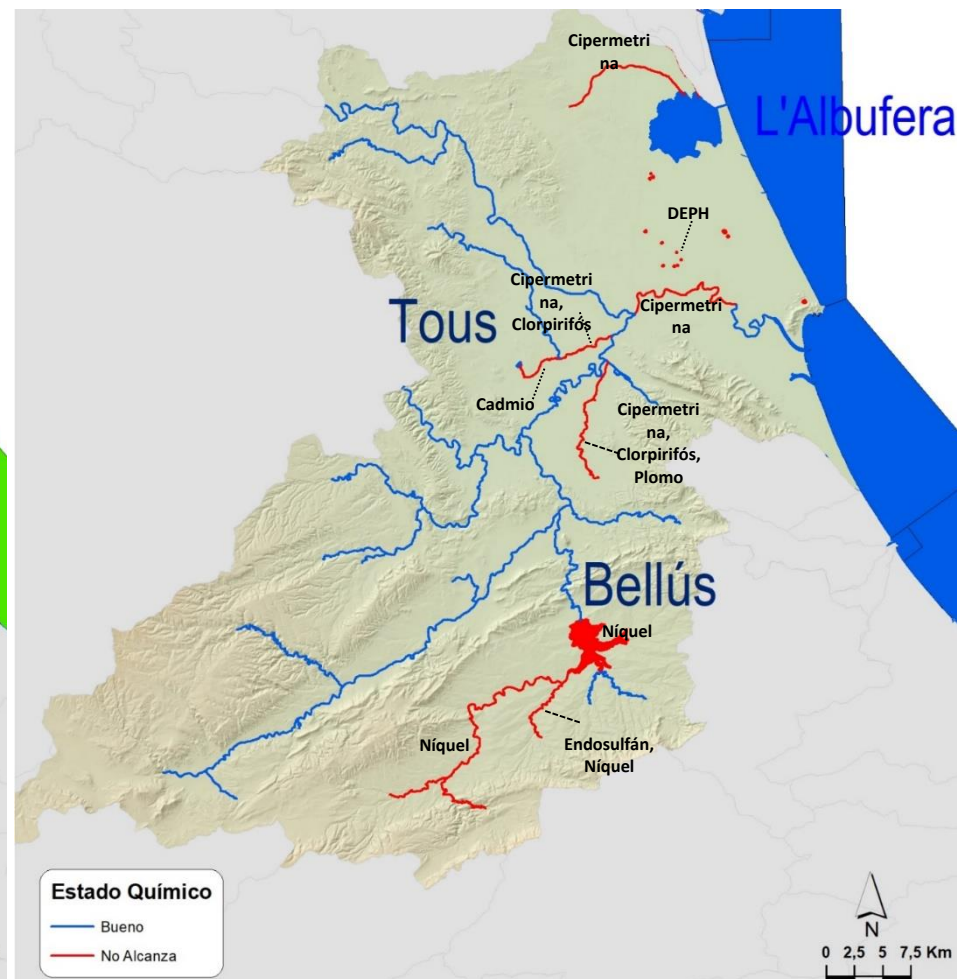 Cipermetri
na
L'Albufera
DEPH
Cipermetri
na,
Clorpirifós
Cipermetri
na
Tous
Cadmio
Cipermetri
na,
Clorpirifós,
Plomo
Bellús
Níquel
Níquel
Endosulfán,
Níquel
Estado Químico
Bueno
No Alcanza
N
0 2,5 5 7,5 Km